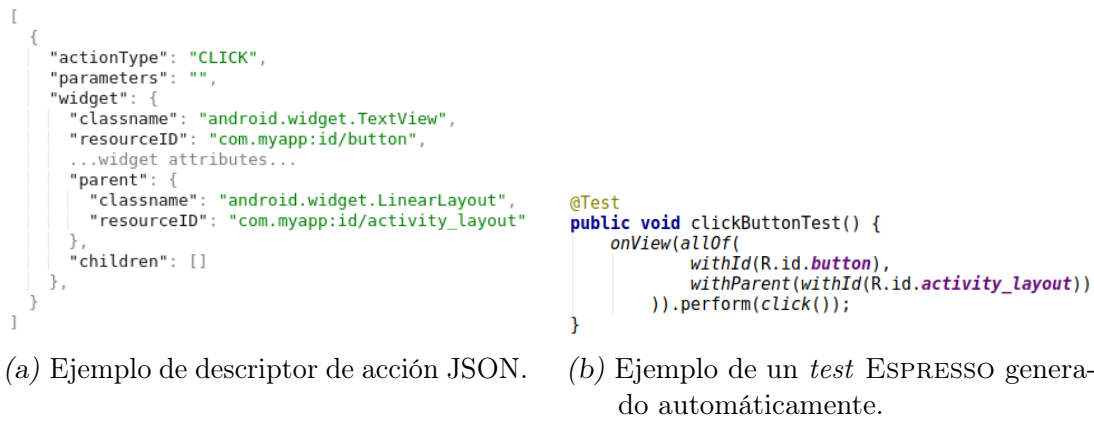 [
  {
    "actionType": "CLICK",
    "parameters": "",
    "widget": {
      "classname": "android.widget.TextView",
      "resourceID": "com.myapp:id/button",
      ...widget attributes...
      "parent": {
        "classname": "android.widget.LinearLayout",
        "resourceID": "com.myapp:id/activity_layout"
      },
      "children": []
    },
  }
]
(a) Ejemplo de descriptor de acción JSON.
@Test
public void clickButtonTest() {
    onView(allOf(
            withId(R.id.button),
            withParent(withId(R.id.activity_layout))
        )).perform(click());
}
(b) Ejemplo de un test ESPRESSO genera-
do automáticamente.